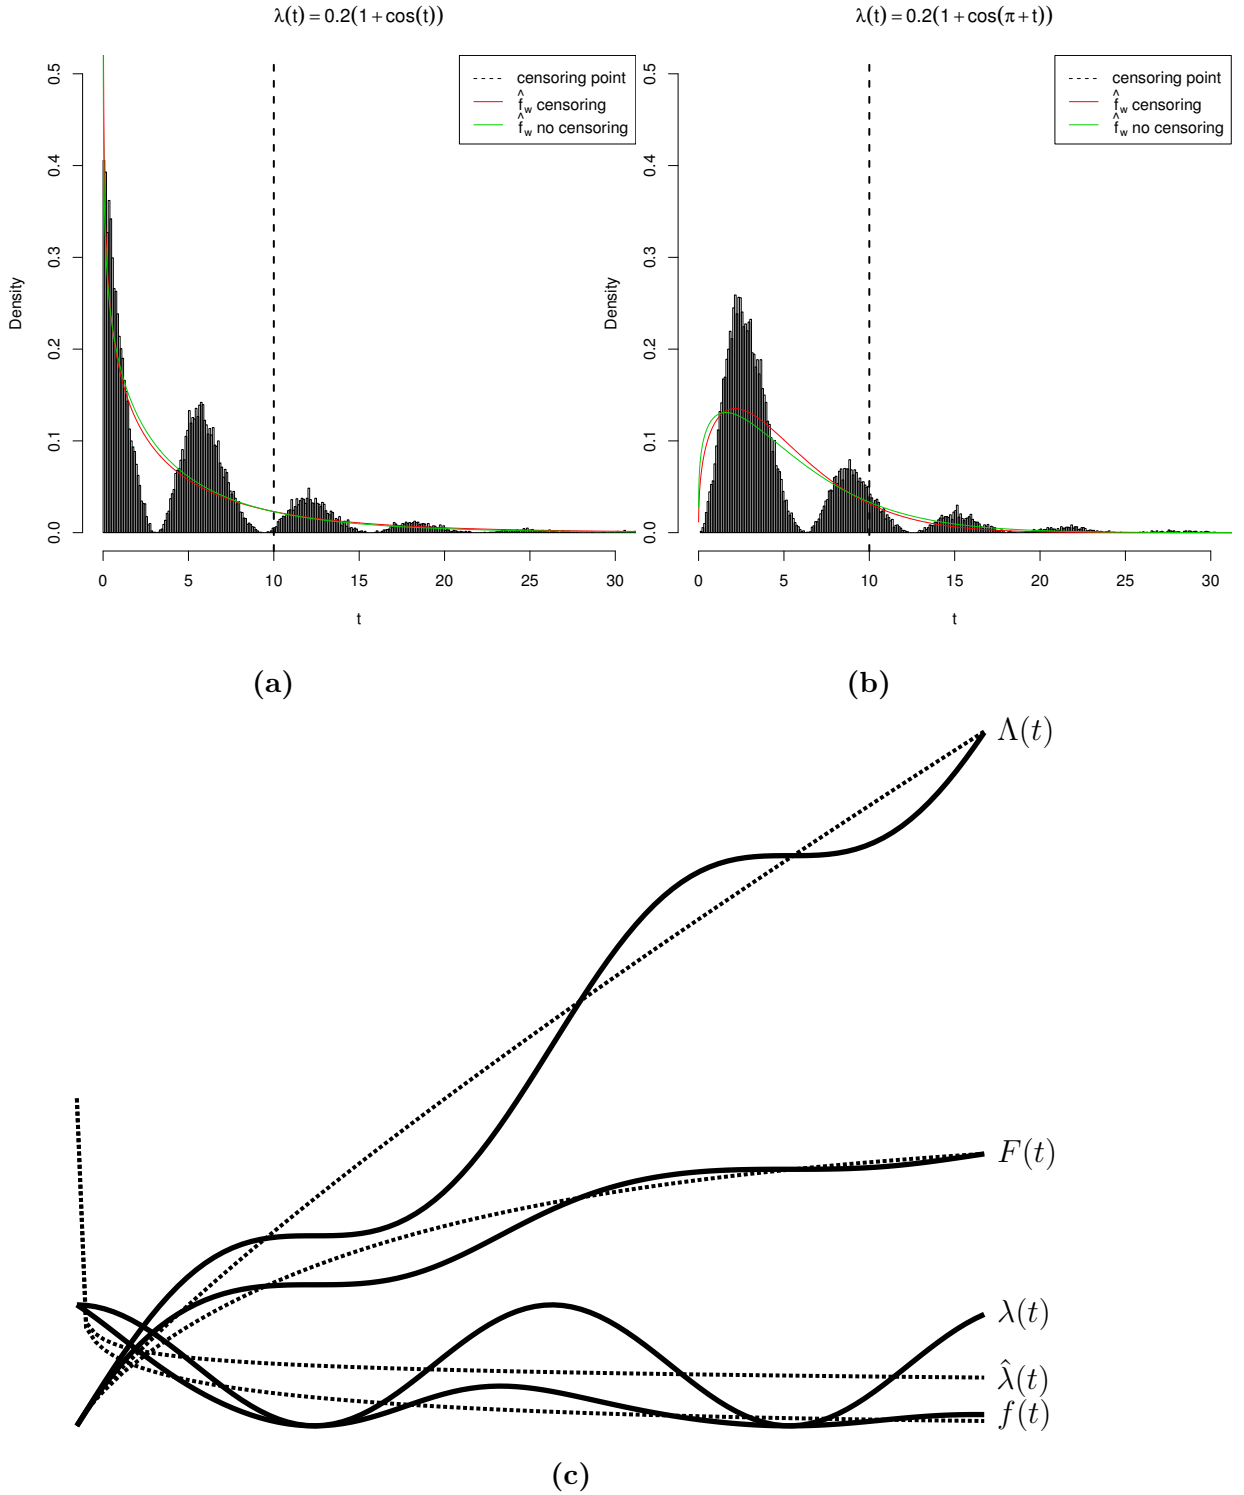 λ(t) = 0.2(1 + cos(t))
0.5
0.4
0.3
0.2
0.1
0.0
Density
censoring point
f̂w censoring
f̂w no censoring
0 5 10 15 20 25 30
t
(a)
λ(t) = 0.2(1 + cos(π + t))
0.5
0.4
0.3
0.2
0.1
0.0
Density
censoring point
f̂w censoring
f̂w no censoring
0 5 10 15 20 25 30
t
(b)
Λ(t)
F(t)
λ(t)
λ̂(t)
f(t)
(c)